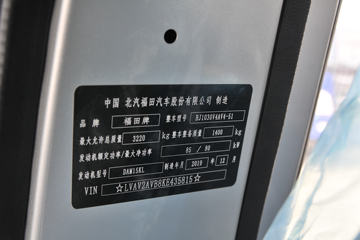 中国 北汽福田汽车股份有限公司 制造
品牌 福田牌 整车型号 BJ1030V4AV4-S1
最大允许总质量 3220 kg 整车整备质量 1400 kg
发动机额定功率/最大净功率 85 / 80 kW
发动机型号 DAM15KL 制造年月 2019 年 12 月
VIN ☆LVAV2AVB8KE435815☆